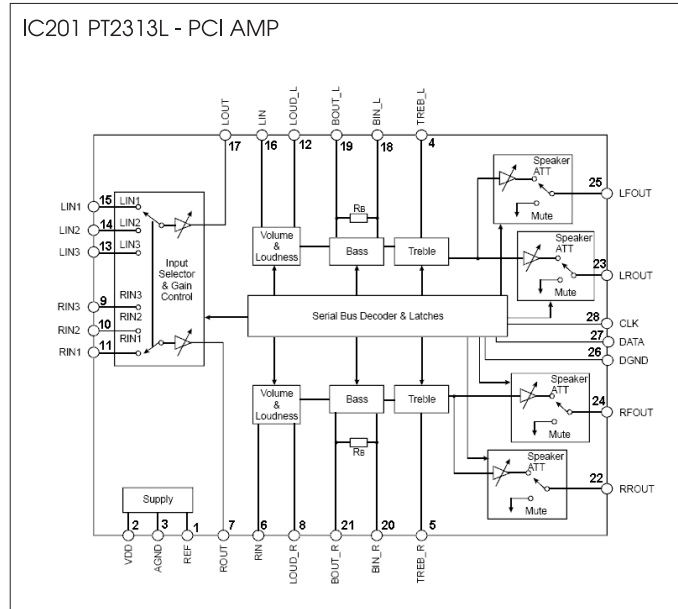 IC201 PT2313L - PCI AMP
LOUT
LIN
LOUD_L
BOUT_L
BIN_L
TREB_L
17
16
12
19
18
4
LIN1
15
LIN1
LIN2
14
LIN2
LIN3
13
LIN3
Input
Selector
& Gain
Control
RIN3
9
RIN3
RIN2
10
RIN2
RIN1
11
RIN1
Volume
&
Loudness
RB
Bass
Treble
Speaker
ATT
Mute
25
LFOUT
Speaker
ATT
Mute
23
LROUT
Serial Bus Decoder & Latches
28
CLK
27
DATA
26
DGND
Volume
&
Loudness
Bass
RB
Treble
Speaker
ATT
Mute
24
RFOUT
Speaker
ATT
Mute
22
RROUT
Supply
2
3
1
7
6
8
21
20
5
VDD
AGND
REF
ROUT
RIN
LOUD_R
BOUT_R
BIN_R
TREB_R